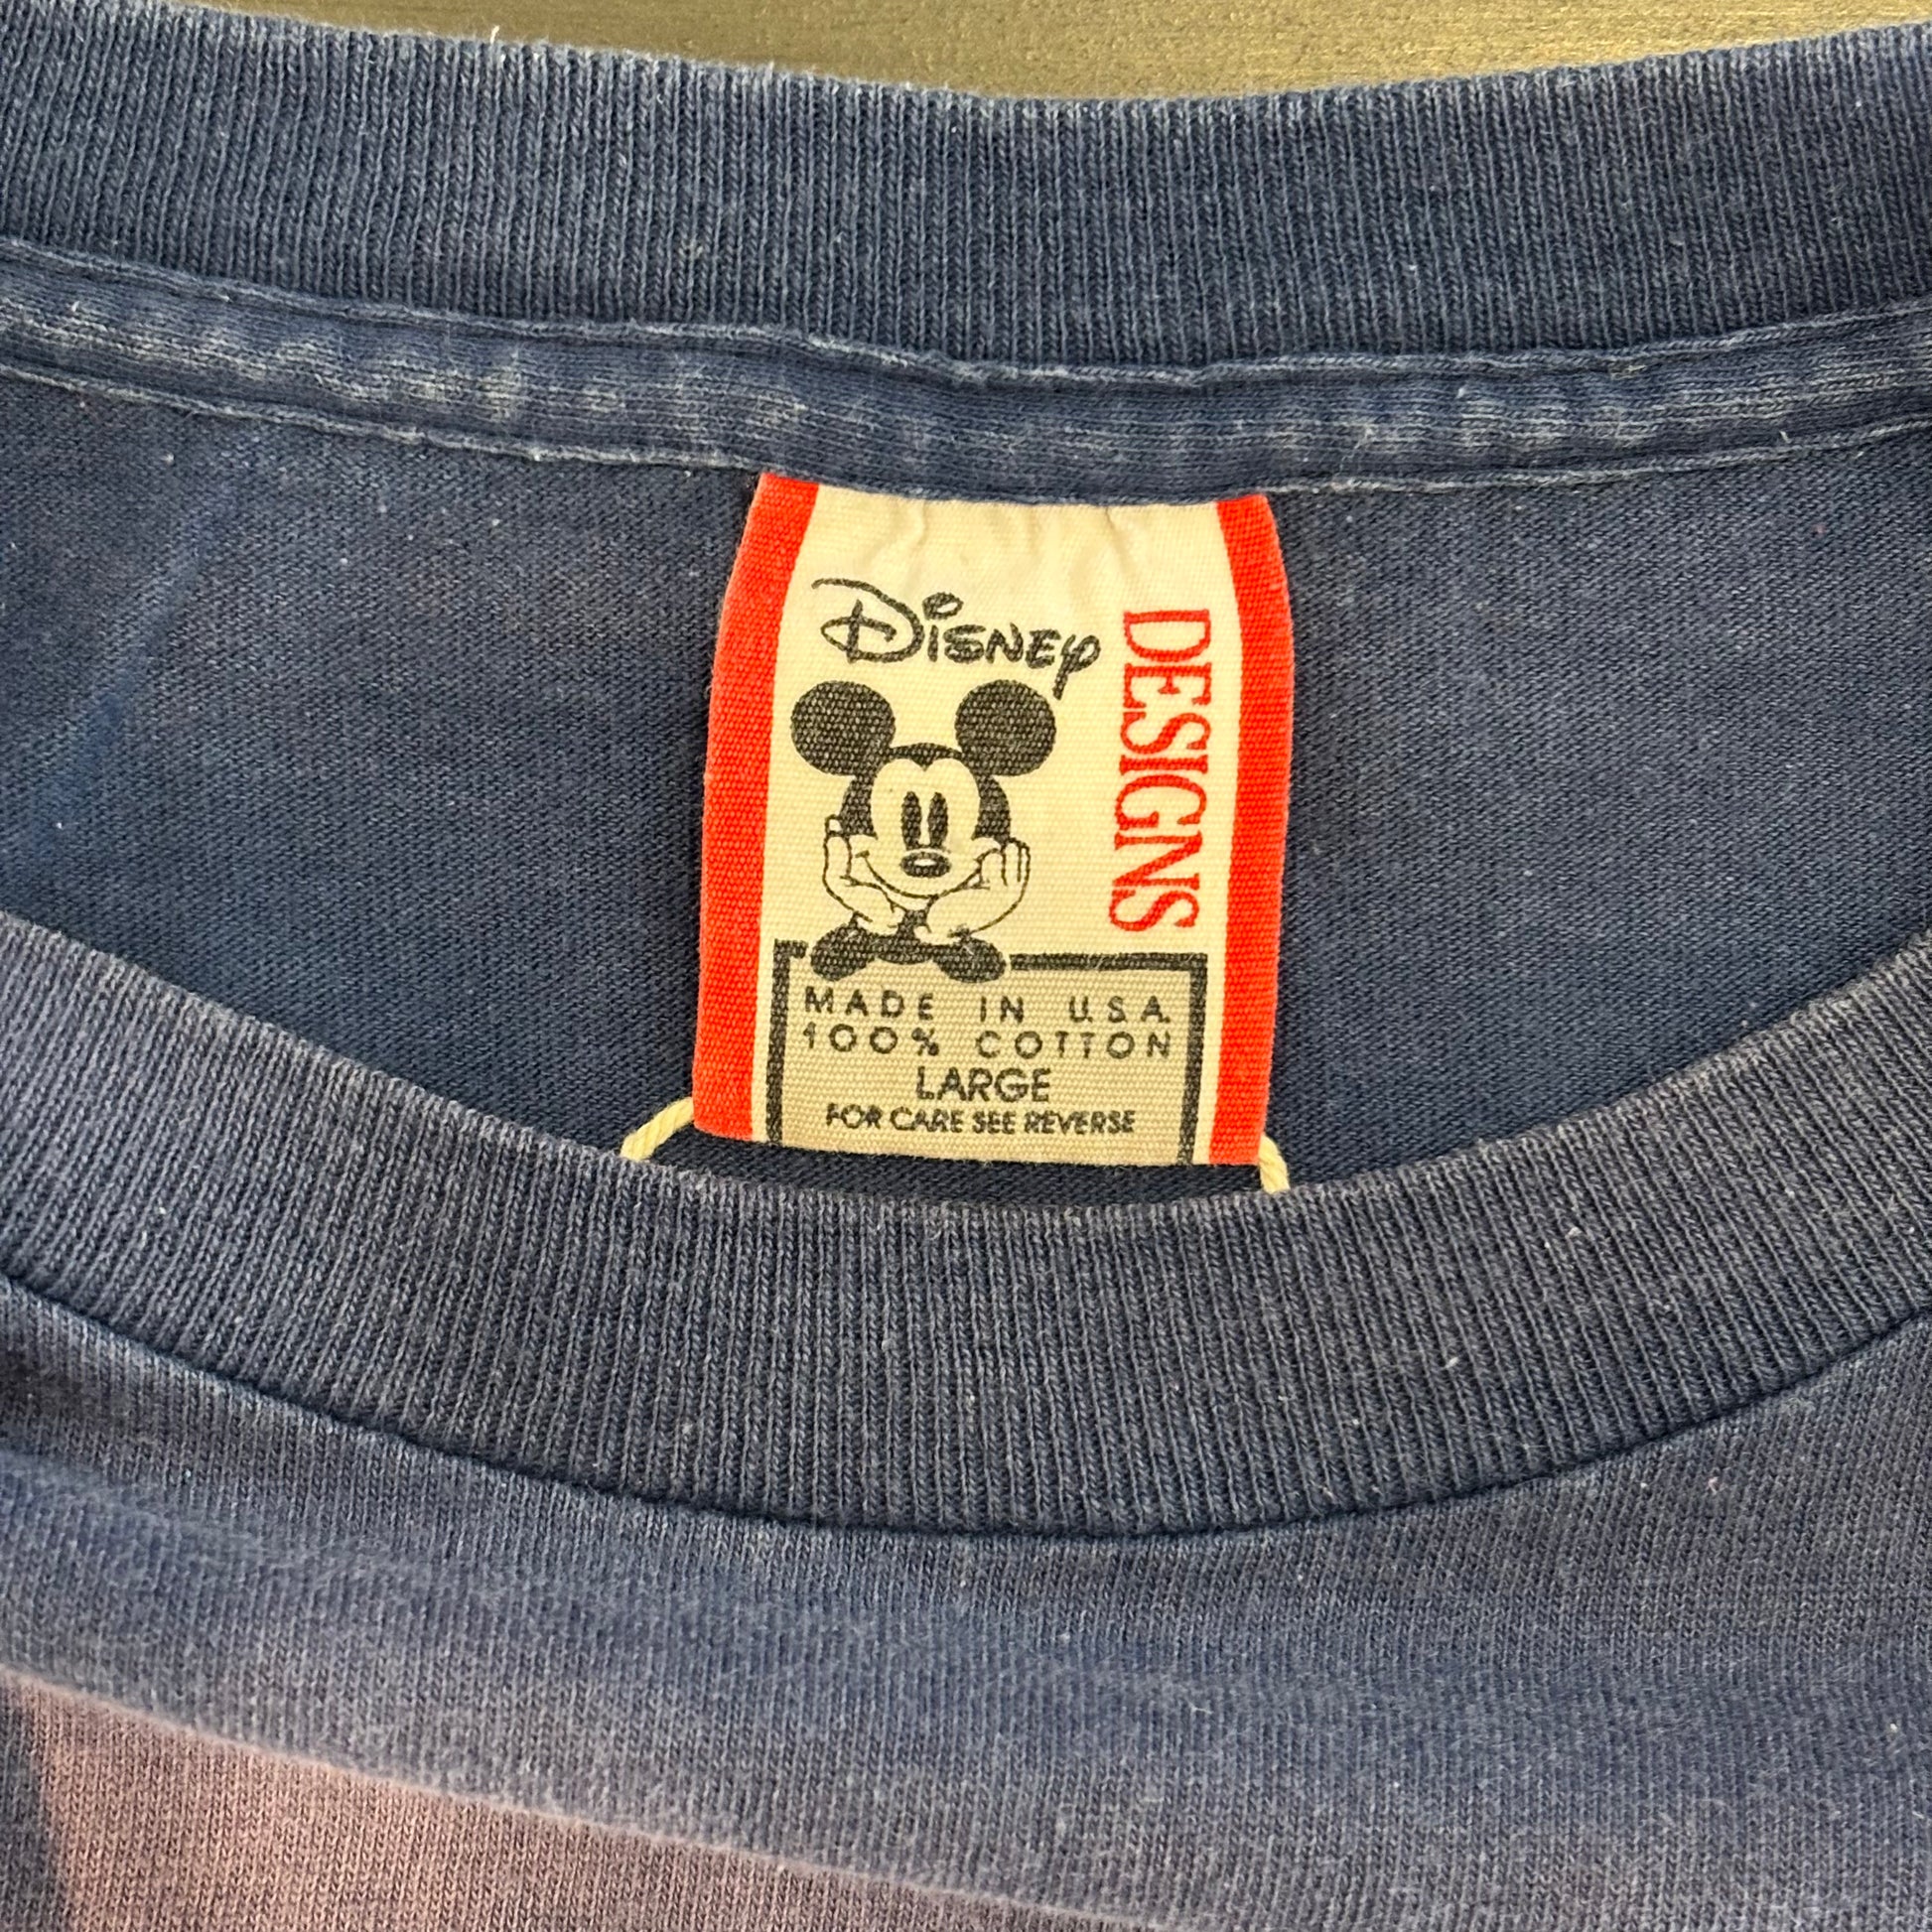 Disney
DESIGNS
MADE IN U.S.A.
100% COTTON
LARGE
FOR CARE SEE REVERSE